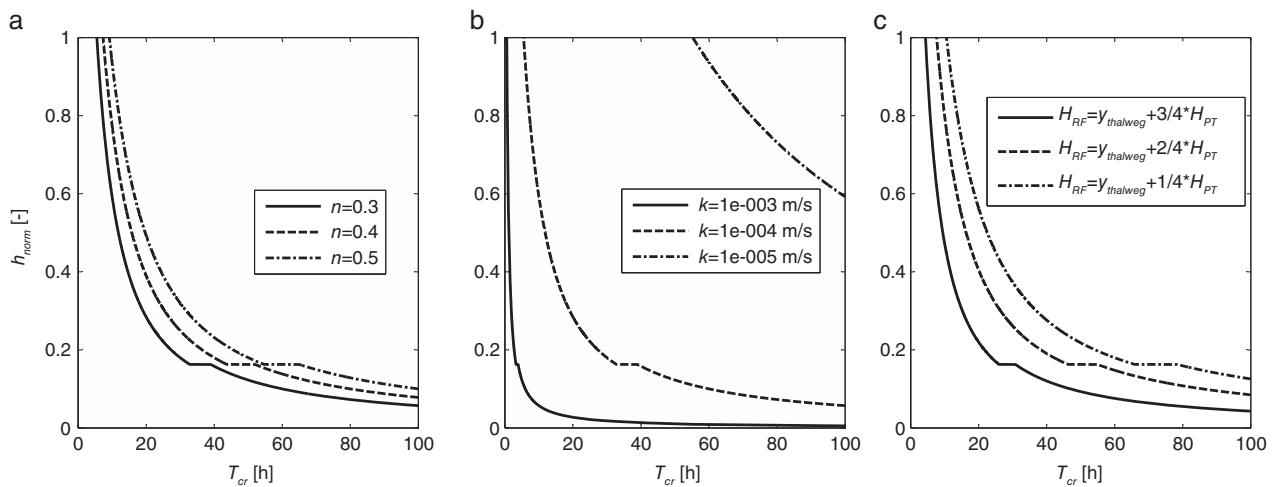 a
1
0.8
0.6
0.4
0.2
0
h_norm [-]
0 20 40 60 80 100
T_cr [h]
n=0.3
n=0.4
n=0.5
b
1
0.8
0.6
0.4
0.2
0
0 20 40 60 80 100
T_cr [h]
k=1e-003 m/s
k=1e-004 m/s
k=1e-005 m/s
c
1
0.8
0.6
0.4
0.2
0
0 20 40 60 80 100
T_cr [h]
H_RF=y_thalweg+3/4*H_PT
H_RF=y_thalweg+2/4*H_PT
H_RF=y_thalweg+1/4*H_PT